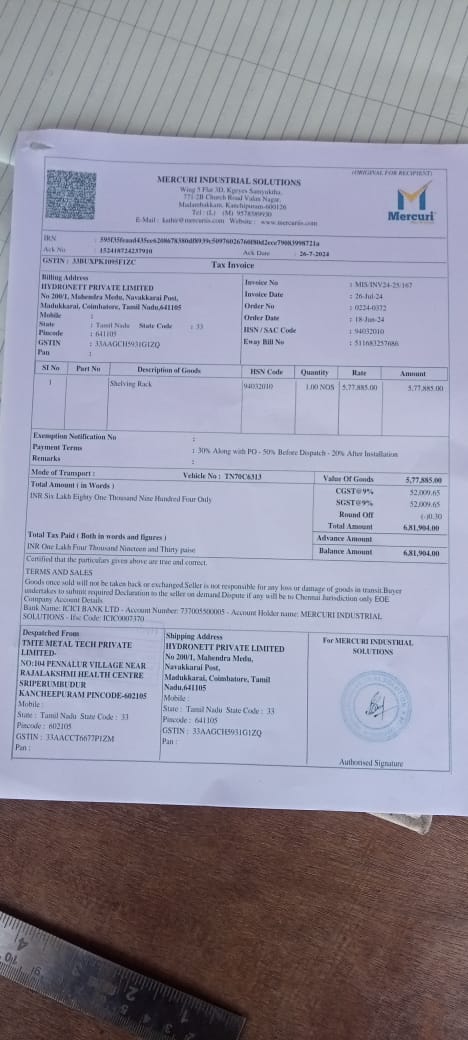 (ORIGINAL FOR RECIPIENT)
MERCURI INDUSTRIAL SOLUTIONS
Wing 5 Flat 3D, Kgeyes Sanyuktha,
771-2B Church Road Valan Nagar,
Mudambakkam, Kanchipuram-600126
Tel : (L) (M) 9578589930
E-Mail : kathir@mercuriis.com Website : www.mercuriis.com
Mercuri
IRN :
Ack No : 152418724237910 Ack Date : 26-7-2024
GSTIN : 33BUXPK1095F1ZC Tax Invoice
Billing Address
HYDRONETT PRIVATE LIMITED
No 200/1, Mahendra Medu, Navakkarai Post,
Madukkarai, Coimbatore, Tamil Nadu,641105
Mobile :
State : Tamil Nadu State Code : 33
Pincode : 641105
GSTIN : 33AAGCH5931G1ZQ
Pan :
Invoice No : MIS/INV24-25/167
Invoice Date : 26-Jul-24
Order No : 0224-0372
Order Date : 18-Jun-24
HSN / SAC Code : 94032010
Eway Bill No : 511683257686
SI No Part No Description of Goods HSN Code Quantity Rate Amount
1 Shelving Rack 94032010 1.00 NOS 5,77,885.00 5,77,885.00
Exemption Notification No :
Payment Terms : 30% Along with PO - 50% Before Dispatch - 20% After Installation
Remarks :
Mode of Transport : Vehicle No : TN70C6313 Value Of Goods 5,77,885.00
Total Amount ( in Words ) CGST@9% 52,009.65
INR Six Lakh Eighty One Thousand Nine Hundred Four Only SGST@9% 52,009.65
Round Off (-)0.30
Total Amount 6,81,904.00
Total Tax Paid ( Both in words and figures ) Advance Amount
INR One Lakh Four Thousand Nineteen and Thirty paise Balance Amount 6,81,904.00
Certified that the particulars given above are true and correct.
TERMS AND SALES
Goods once sold will not be taken back or exchanged.Seller is not responsible for any loss or damage of goods in transit.Buyer
undertakes to submit required Declaration to the seller on demand.Dispute if any will be to Chennai Jurisdiction only EOE
Company Account Details
Bank Name: ICICI BANK LTD - Account Number: 737005500005 - Account Holder name: MERCURI INDUSTRIAL
SOLUTIONS - Ifsc Code: ICIC0007370
Despatched From
TMTE METAL TECH PRIVATE
LIMITED-
NO:104 PENNALUR VILLAGE NEAR
RAJALAKSHMI HEALTH CENTRE
SRIPERUMBUDUR
KANCHEEPURAM PINCODE-602105
Mobile :
State : Tamil Nadu State Code : 33
Pincode : 602105
GSTIN : 33AACCT6677P1ZM
Pan :
Shipping Address
HYDRONETT PRIVATE LIMITED
No 200/1, Mahendra Medu,
Navakkarai Post,
Madukkarai, Coimbatore, Tamil
Nadu,641105
Mobile :
State : Tamil Nadu State Code : 33
Pincode : 641105
GSTIN : 33AAGCH5931G1ZQ
Pan :
For MERCURI INDUSTRIAL
SOLUTIONS
Authorised Signature